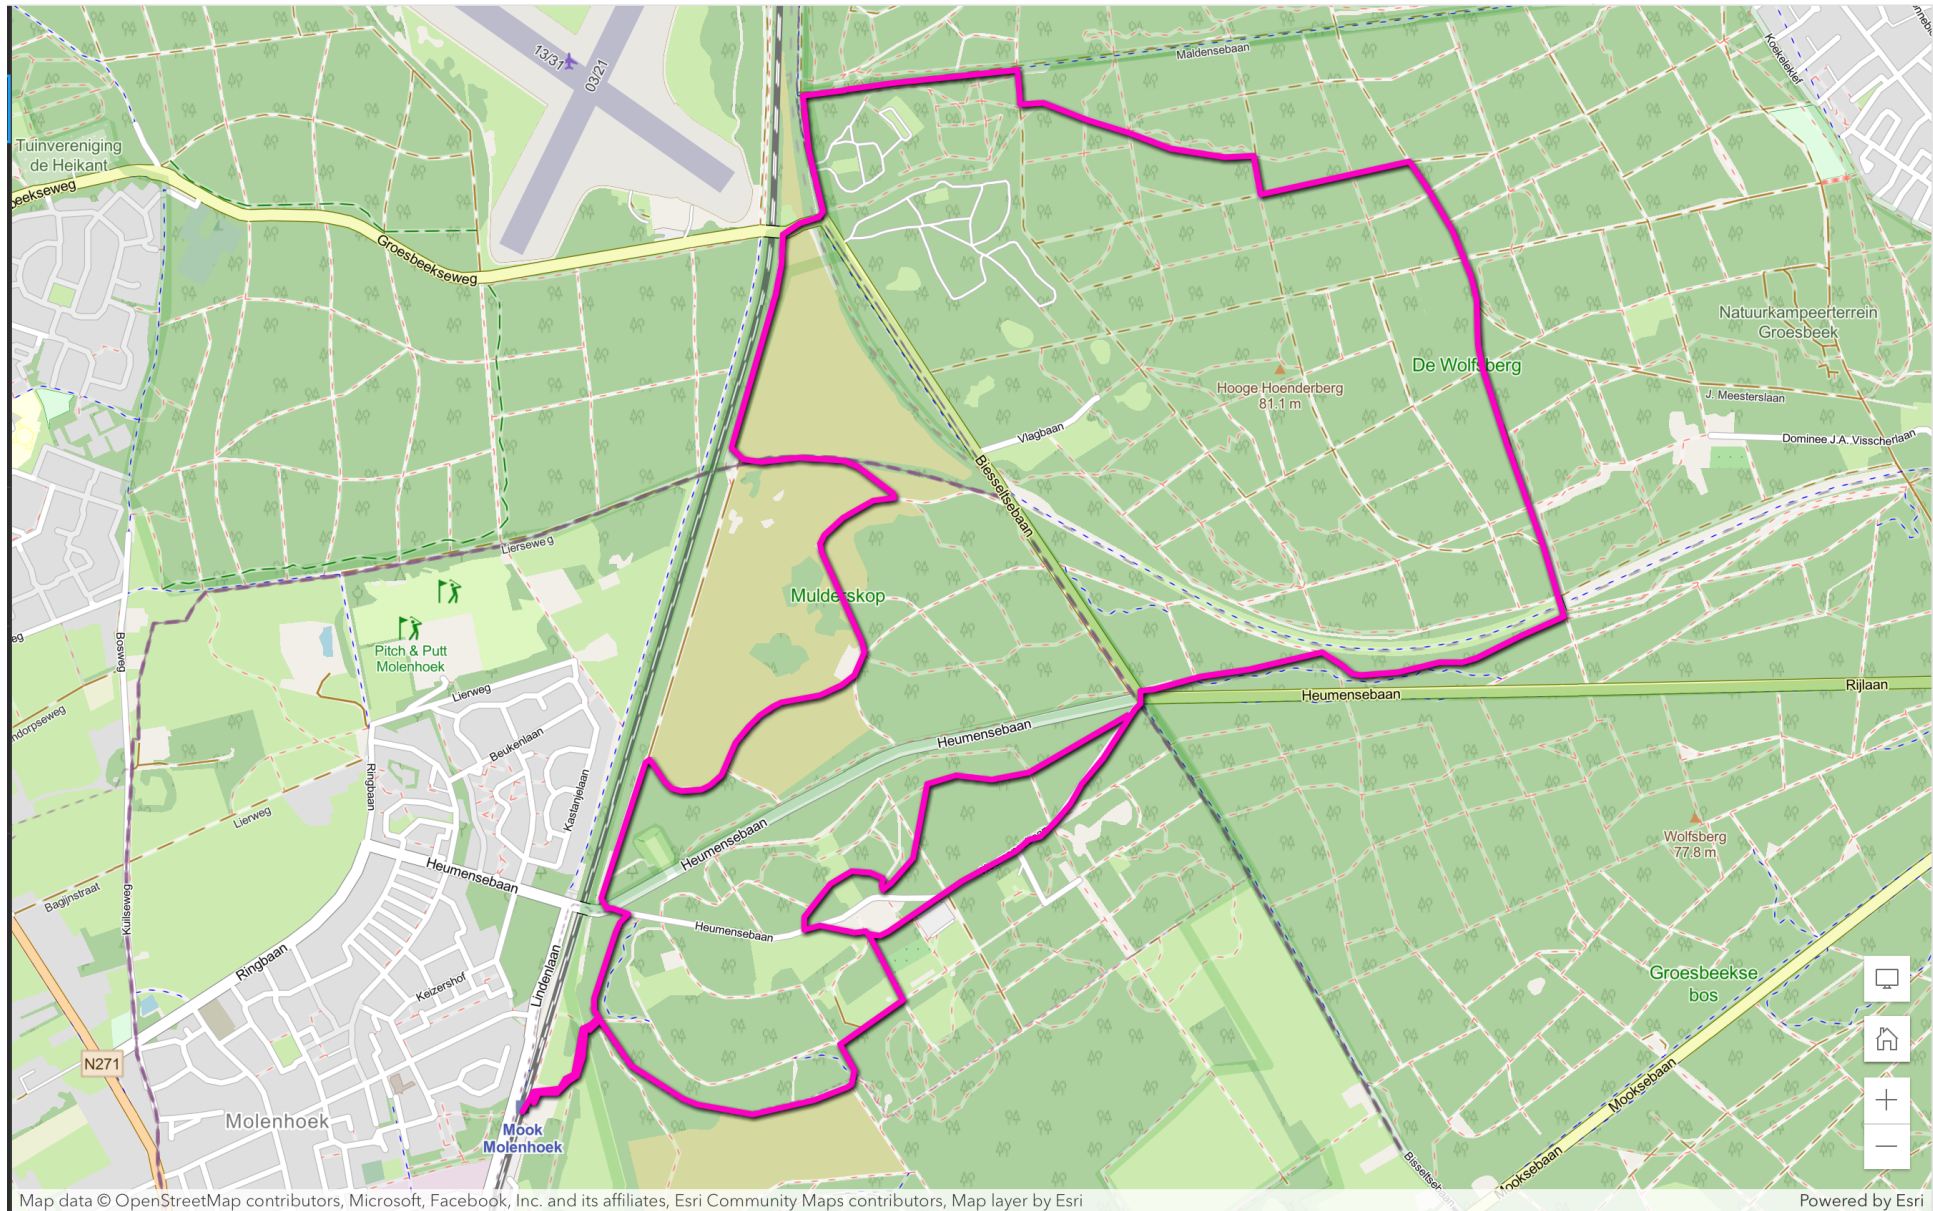 Maldensebaan
Koekeleklef
13/31
03/21
Tuinvereniging
de Heikant
beekseweg
Groesbeekseweg
Natuurkampeerterrein
Groesbeek
De Wolfsberg
Hooge Hoenderberg
81.1 m
J. Meesterslaan
Vlagbaan
Dominee J.A. Visscherlaan
Biesseltsebaan
Lierseweg
Mulderskop
Pitch & Putt
Molenhoek
Bosweg
Lierweg
Heumensebaan
Rijlaan
ndorpseweg
Heumensebaan
Beukenlaan
Ringbaan
Kastanjelaan
Lierweg
Heumensebaan
Wolfsberg
77.8 m
Heumensebaan
Bagijnstraat
Kuilseweg
Heumensebaan
Ringbaan
Lindenlaan
Keizershof
Groesbeekse
bos
N271
Mooksebaan
Molenhoek
Mook
Molenhoek
Bisseltsebaan
Mooksebaan
Map data © OpenStreetMap contributors, Microsoft, Facebook, Inc. and its affiliates, Esri Community Maps contributors, Map layer by Esri
Powered by Esri